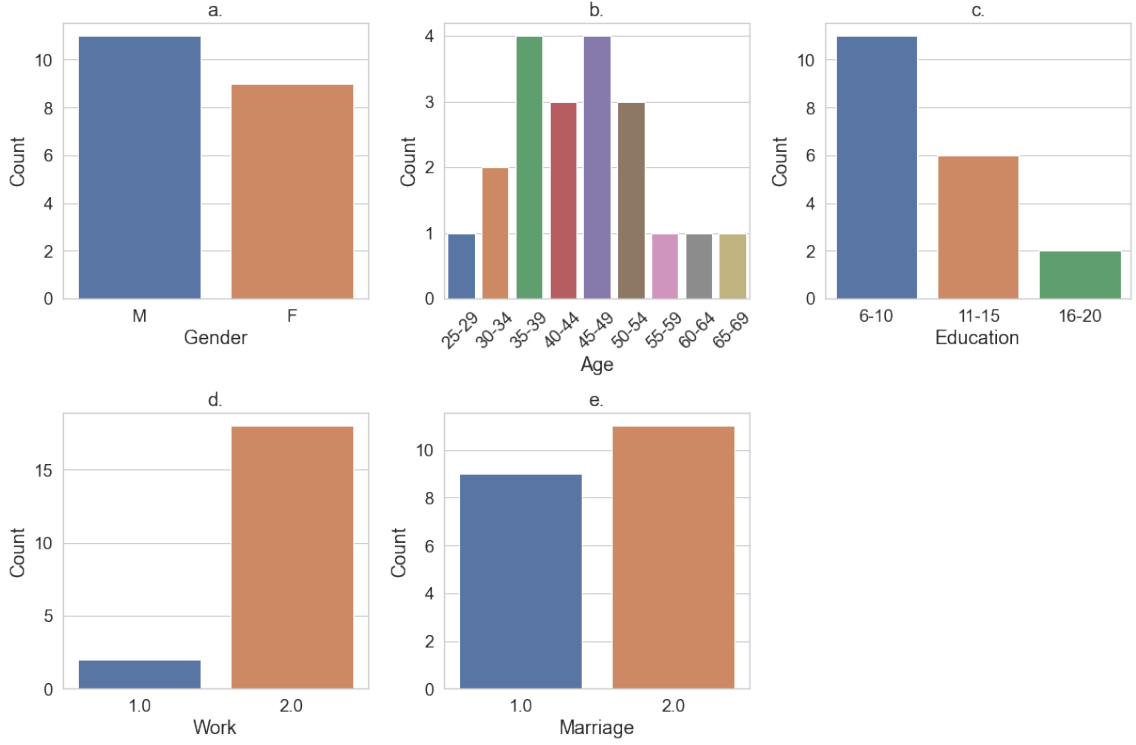 a.
Count
10
8
6
4
2
0
M F
Gender
b.
Count
4
3
2
1
0
25-29 30-34 35-39 40-44 45-49 50-54 55-59 60-64 65-69
Age
c.
Count
10
8
6
4
2
0
6-10 11-15 16-20
Education
d.
Count
15
10
5
0
1.0 2.0
Work
e.
Count
10
8
6
4
2
0
1.0 2.0
Marriage